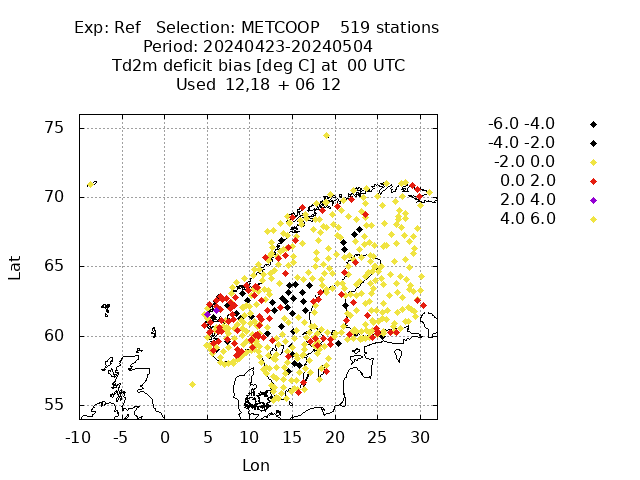 Exp: Ref   Selection: METCOOP    519 stations
Period: 20240423-20240504
Td2m deficit bias [deg C] at  00 UTC
Used  12,18 + 06 12
-6.0 -4.0
-4.0 -2.0
-2.0 0.0
0.0 2.0
2.0 4.0
4.0 6.0
75
70
65
60
55
Lat
-10 -5 0 5 10 15 20 25 30
Lon